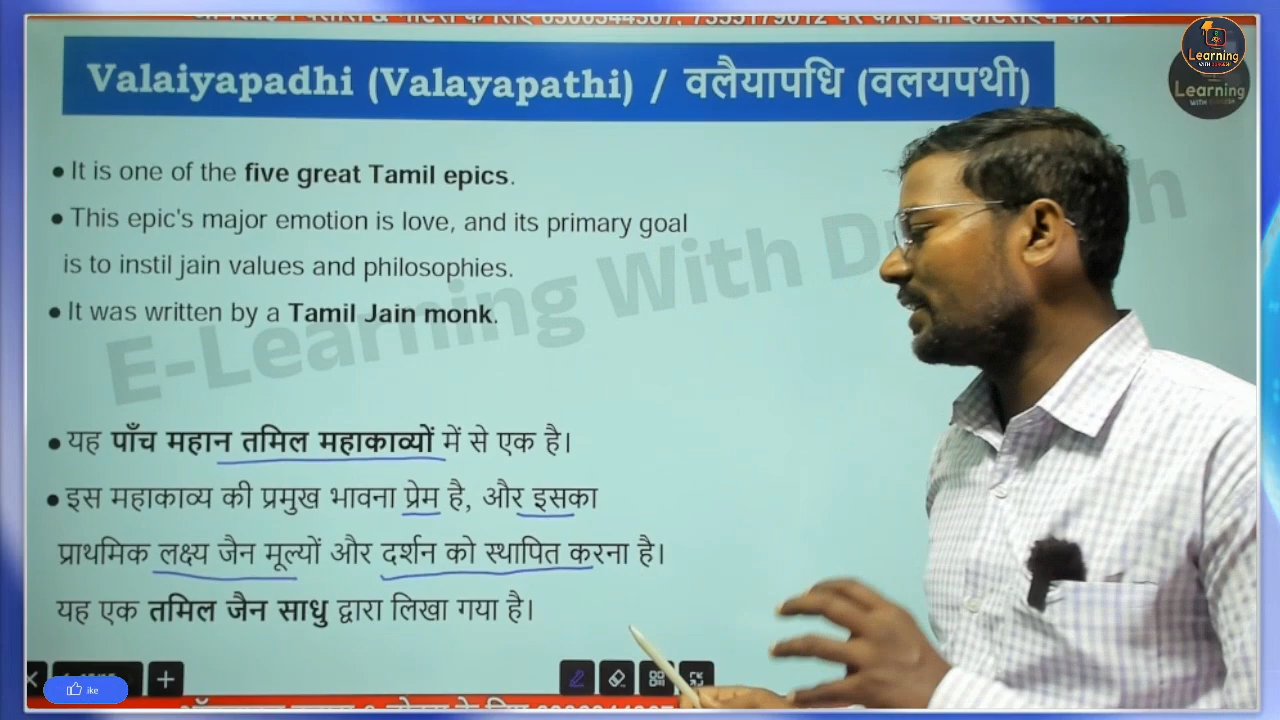 Valaiyapadhi (Valayapathi) / वलैयापधि (वलयपथी)
Learning
Learning
• It is one of the five great Tamil epics.
• This epic's major emotion is love, and its primary goal
is to instil jain values and philosophies.
• It was written by a Tamil Jain monk.
E-Learning With D
• यह पाँच महान तमिल महाकाव्यों में से एक है।
• इस महाकाव्य की प्रमुख भावना प्रेम है, और इसका
प्राथमिक लक्ष्य जैन मूल्यों और दर्शन को स्थापित करना है।
यह एक तमिल जैन साधु द्वारा लिखा गया है।
ike